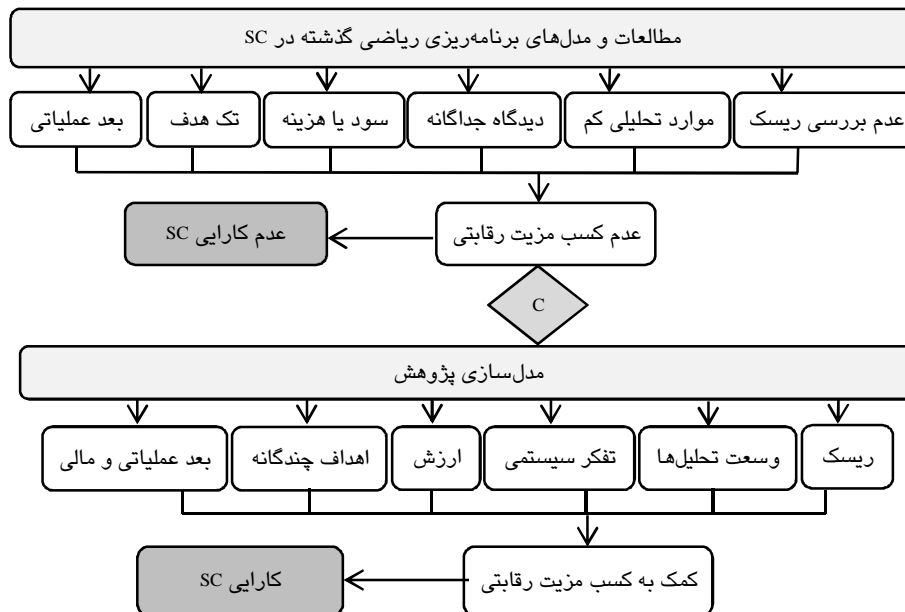 مطالعات و مدل‌های برنامه‌ریزی ریاضی گذشته در SC
عدم بررسی ریسک
موارد تحلیلی کم
دیدگاه جداگانه
سود یا هزینه
تک هدف
بعد عملیاتی
عدم کسب مزیت رقابتی
عدم کارایی SC
C
مدل‌سازی پژوهش
ریسک
وسعت تحلیل‌ها
تفکر سیستمی
ارزش
اهداف چندگانه
بعد عملیاتی و مالی
کمک به کسب مزیت رقابتی
کارایی SC